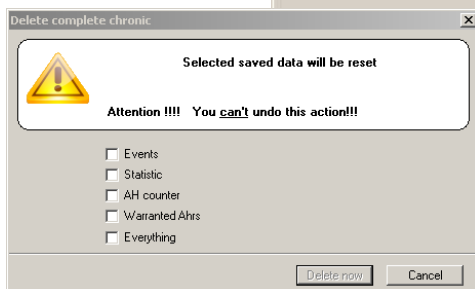 Delete complete chronic
Selected saved data will be reset
Attention !!!! You can't undo this action!!!
Events
Statistic
AH counter
Warranted Ahrs
Everything
Delete now
Cancel